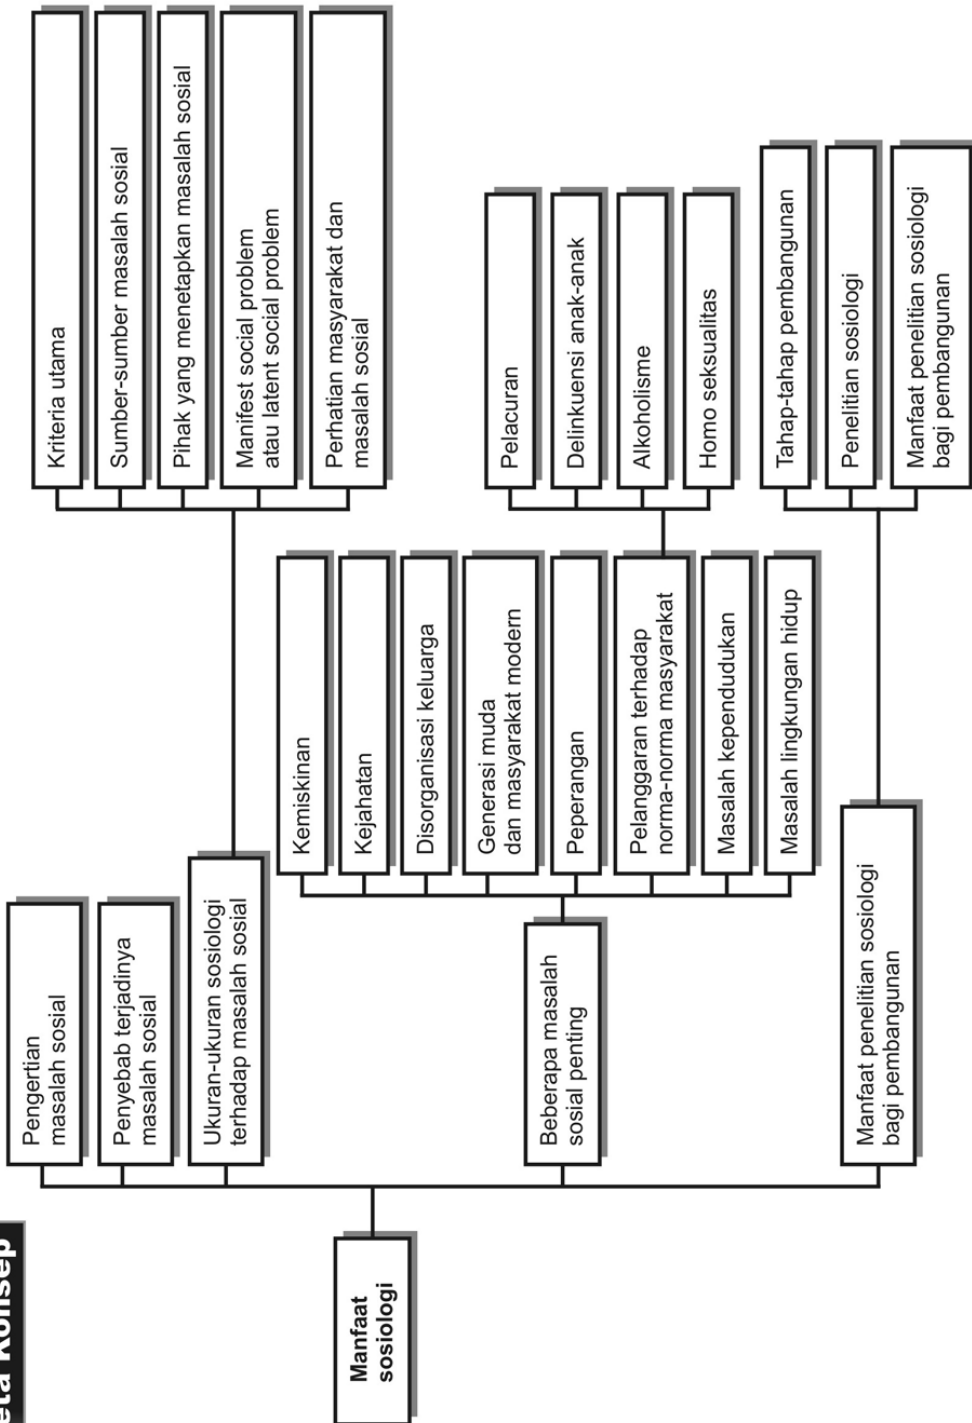 eta Konsep
Manfaat
sosiologi
Pengertian
masalah sosial
Penyebab terjadinya
masalah sosial
Ukuran-ukuran sosiologi
terhadap masalah sosial
Kriteria utama
Sumber-sumber masalah sosial
Pihak yang menetapkan masalah sosial
Manifest social problem
atau latent social problem
Perhatian masyarakat dan
masalah sosial
Beberapa masalah
sosial penting
Kemiskinan
Kejahatan
Disorganisasi keluarga
Generasi muda
dan masyarakat modern
Peperangan
Pelanggaran terhadap
norma-norma masyarakat
Masalah kependudukan
Masalah lingkungan hidup
Pelacuran
Delinkuensi anak-anak
Alkoholisme
Homo seksualitas
Manfaat penelitian sosiologi
bagi pembangunan
Tahap-tahap pembangunan
Penelitian sosiologi
Manfaat penelitian sosiologi
bagi pembangunan